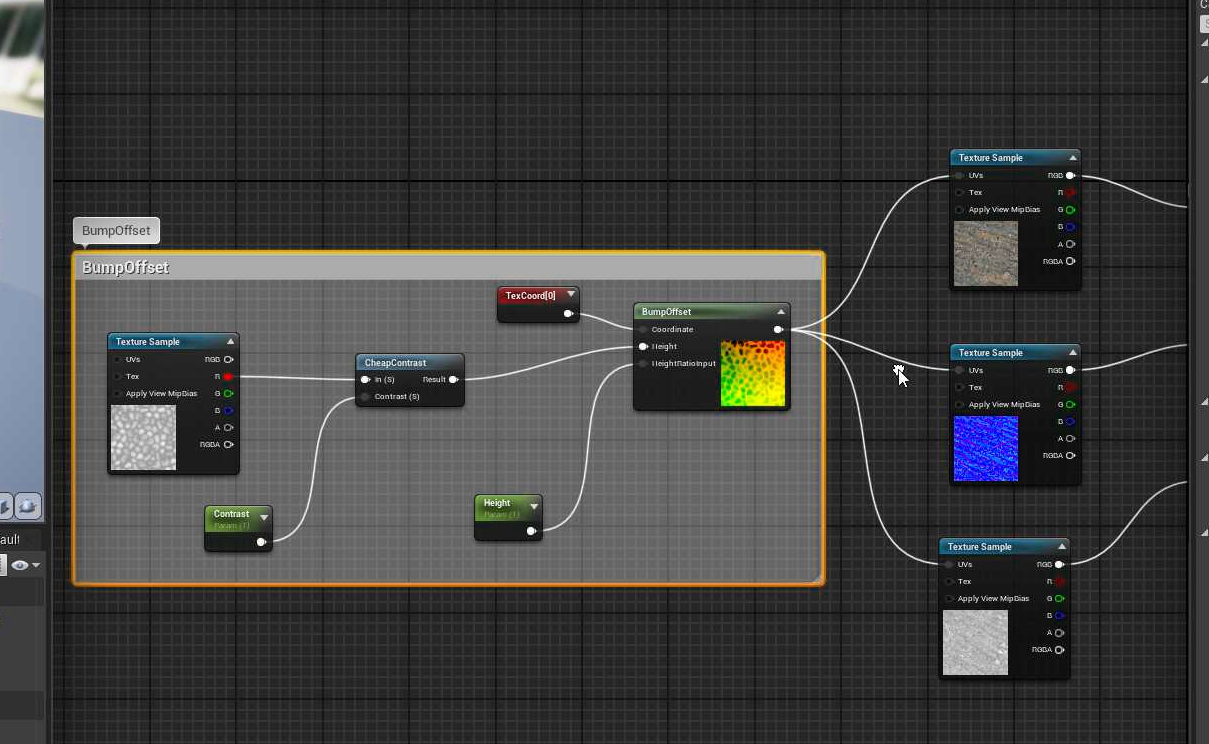 BumpOffset
BumpOffset
Texture Sample
UVs RGB
Tex R
Apply View MipBias G
B
A
RGBA
Contrast
Param (1)
CheapContrast
In (S) Result
Contrast (S)
TexCoord[0]
Height
Param (1)
BumpOffset
Coordinate
Height
HeightRatioInput
Texture Sample
UVs RGB
Tex R
Apply View MipBias G
B
A
RGBA
Texture Sample
UVs RGB
Tex R
Apply View MipBias G
B
A
RGBA
Texture Sample
UVs RGB
Tex R
Apply View MipBias G
B
A
RGBA
ault